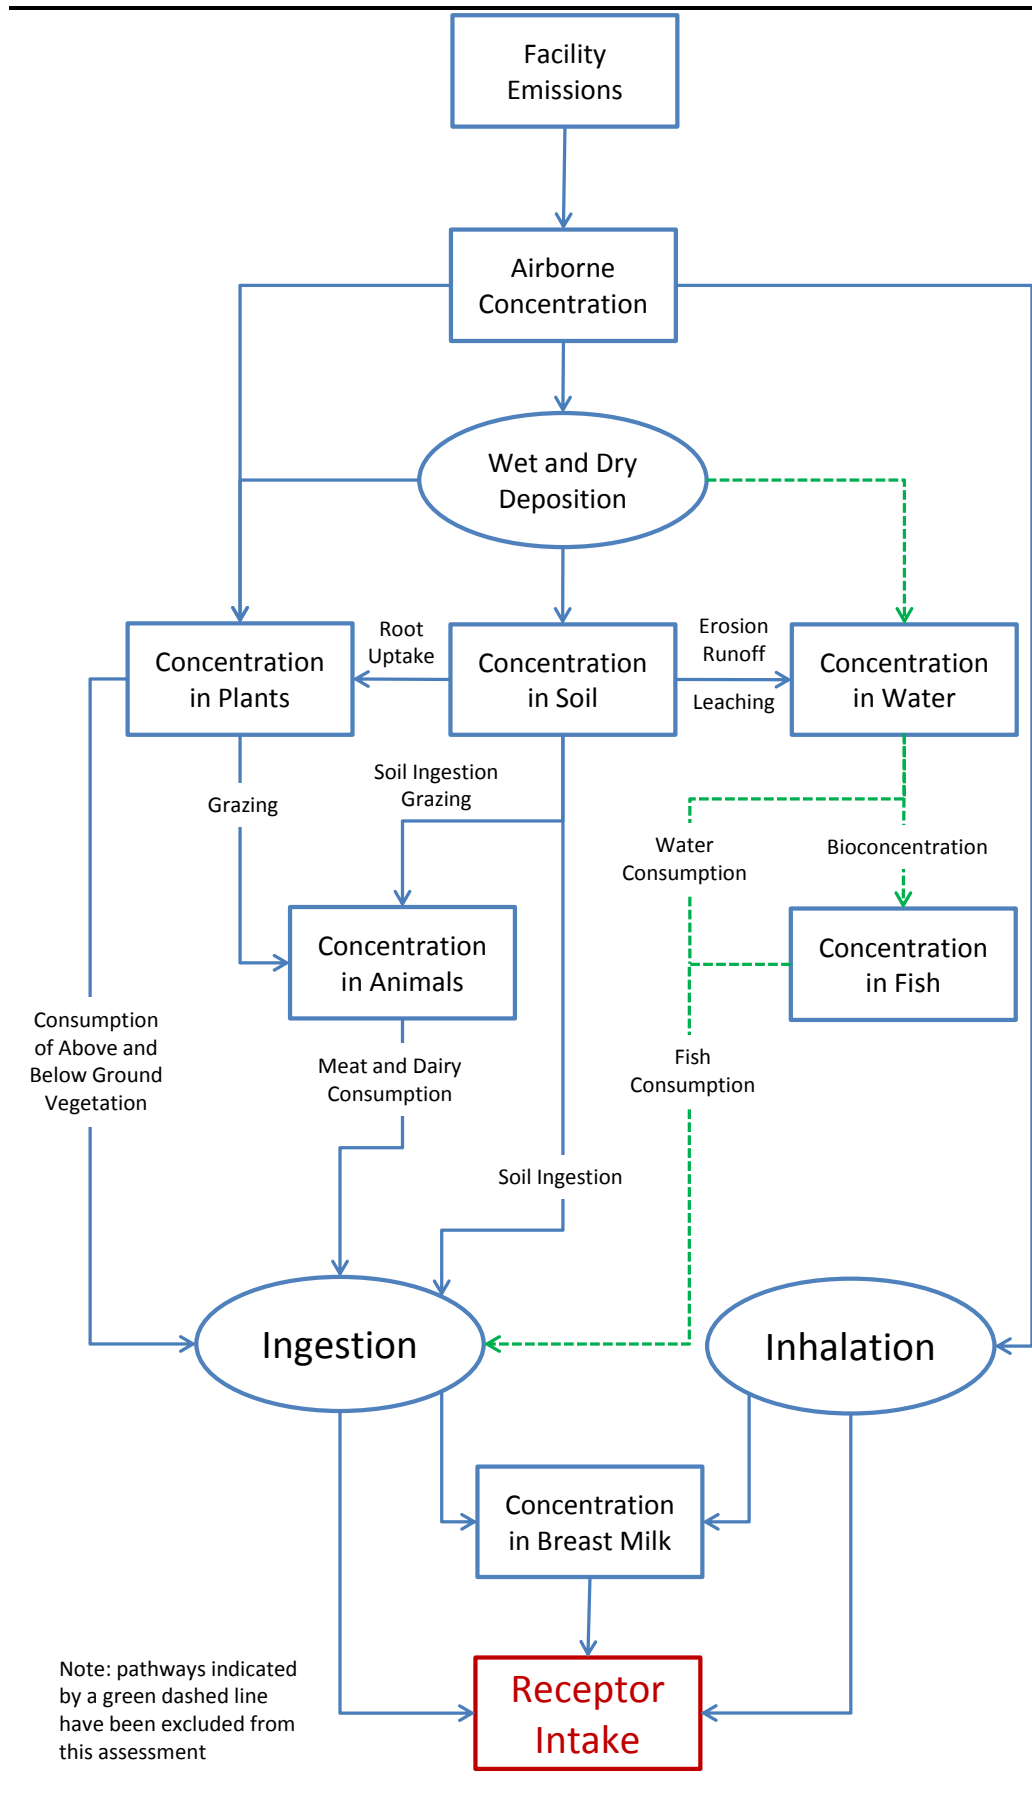 Facility
Emissions
Airborne
Concentration
Wet and Dry
Deposition
Root
Uptake
Erosion
Runoff
Leaching
Concentration
in Plants
Concentration
in Soil
Concentration
in Water
Soil Ingestion
Grazing
Grazing
Water
Consumption
Bioconcentration
Concentration
in Animals
Concentration
in Fish
Consumption
of Above and
Below Ground
Vegetation
Meat and Dairy
Consumption
Fish
Consumption
Soil Ingestion
Ingestion
Inhalation
Concentration
in Breast Milk
Receptor
Intake
Note: pathways indicated
by a green dashed line
have been excluded from
this assessment